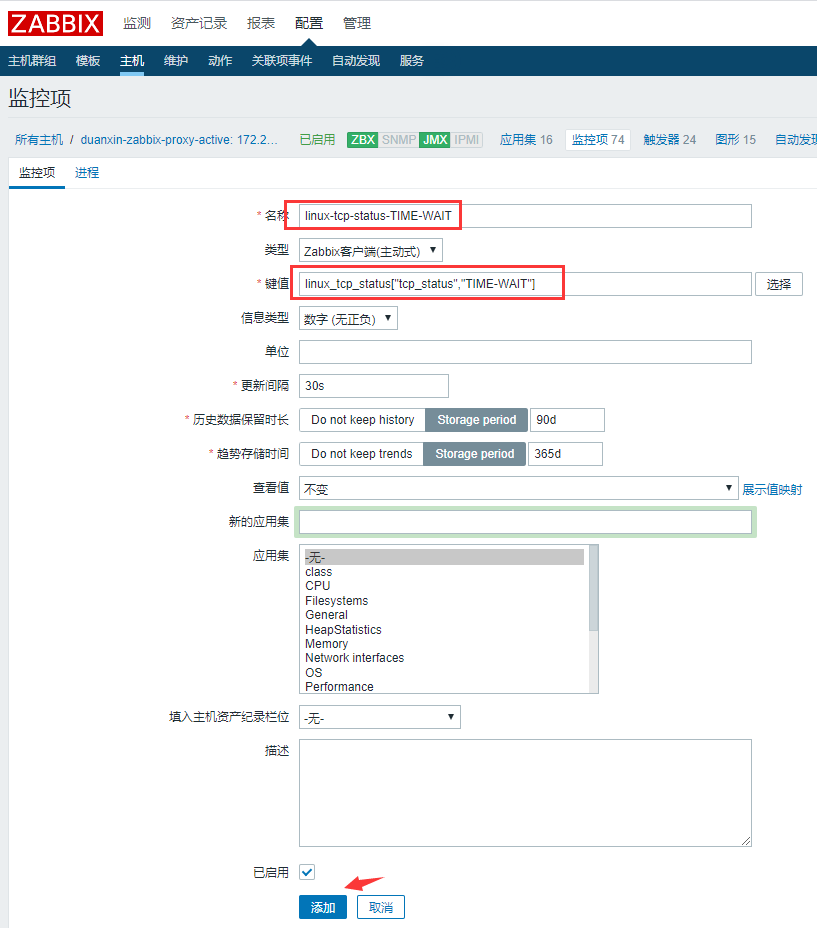 ZABBIX 监测 资产记录 报表 配置 管理
主机群组 模板 主机 维护 动作 关联项事件 自动发现 服务
监控项
所有主机 / duanxin-zabbix-proxy-active: 172.2... 已启用 ZBX SNMP JMX IPMI 应用集 16 监控项 74 触发器 24 图形 15 自动发现
监控项 进程
* 名称 linux-tcp-status-TIME-WAIT
类型 Zabbix客户端(主动式)
* 键值 linux_tcp_status["tcp_status","TIME-WAIT"] 选择
信息类型 数字 (无正负)
单位
* 更新间隔 30s
* 历史数据保留时长 Do not keep history Storage period 90d
* 趋势存储时间 Do not keep trends Storage period 365d
查看值 不变 展示值映射
新的应用集
应用集 -无-
class
CPU
Filesystems
General
HeapStatistics
Memory
Network interfaces
OS
Performance
填入主机资产纪录栏位 -无-
描述
已启用
添加 取消